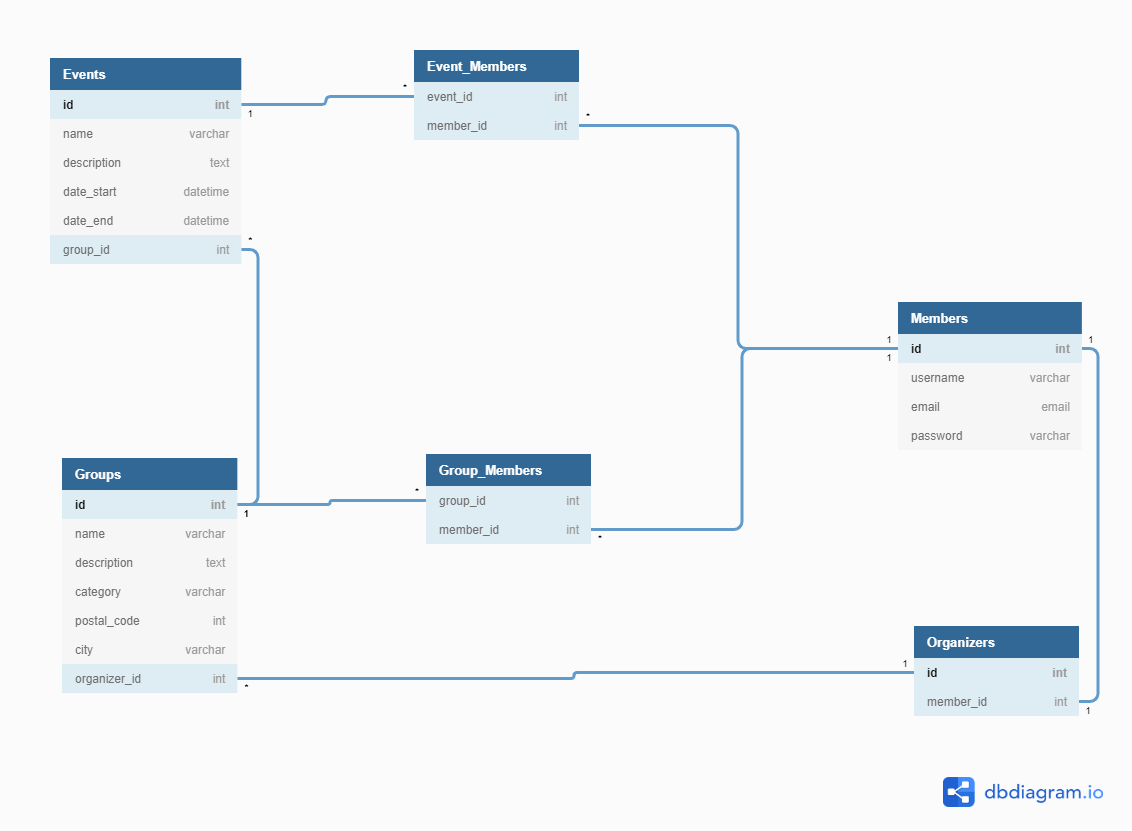 Events
id int
1
name varchar
description text
date_start datetime
date_end datetime
*
group_id int
Event_Members
*
event_id int
member_id int
*
Members
1
id int
1
1
username varchar
email email
password varchar
Groups
id int
1
name varchar
description text
category varchar
postal_code int
city varchar
organizer_id int
*
Group_Members
*
group_id int
member_id int
*
Organizers
1
id int
member_id int
1
dbdiagram.io